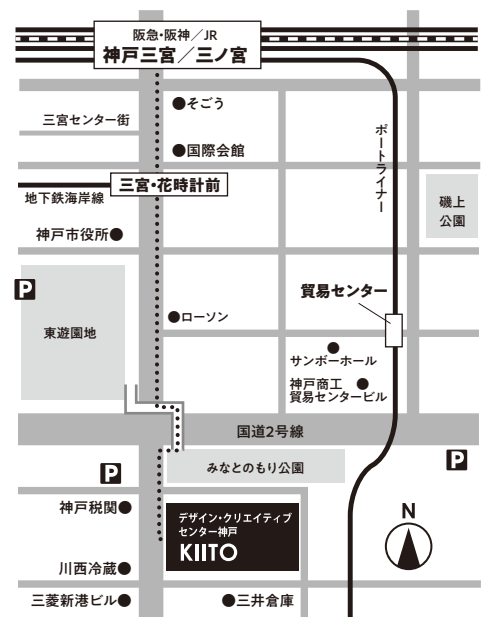 阪急・阪神／JR
神戸三宮／三ノ宮
●そごう
三宮センター街
●国際会館
ポートライナー
三宮・花時計前
地下鉄海岸線
磯上
公園
神戸市役所●
P
貿易センター
●ローソン
東遊園地
サンボーホール
神戸商工
貿易センタービル
国道2号線
P
P
みなとのもり公園
神戸税関●
デザイン・クリエイティブ
センター神戸
KIITO
N
川西冷蔵●
三菱新港ビル●
●三井倉庫